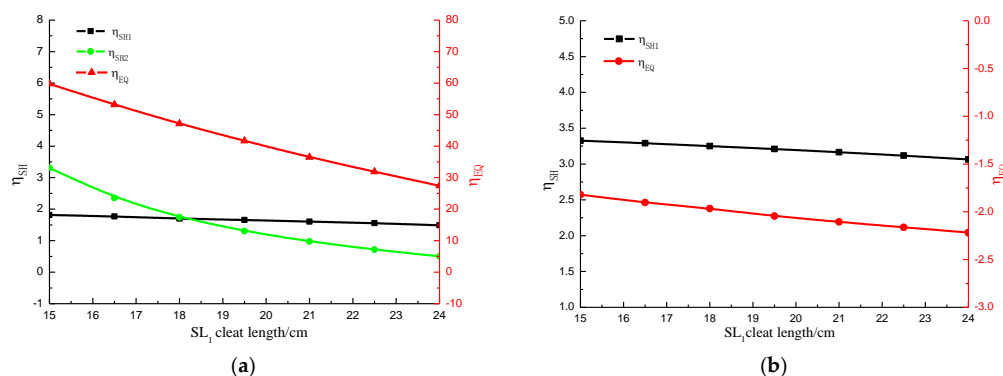 8
7
6
5
4
3
2
1
0
-1
η_SH
η_SH1
η_SH2
η_EQ
80
70
60
50
40
30
20
10
0
-10
η_EQ
15 16 17 18 19 20 21 22 23 24
SL_1 cleat length/cm
(a)
5.0
4.5
4.0
3.5
3.0
2.5
2.0
1.5
1.0
η_SH
η_SH1
η_EQ
0.0
-0.5
-1.0
-1.5
-2.0
-2.5
-3.0
η_EQ
15 16 17 18 19 20 21 22 23 24
SL_1 cleat length/cm
(b)